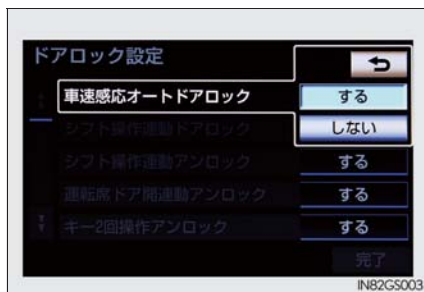 ドアロック設定
車速感応オートドアロック
する
しない
シフト操作連動ドアロック
シフト操作連動アンロック
する
運転席ドア開連動アンロック
する
キー2回操作アンロック
する
完了
IN82GS003